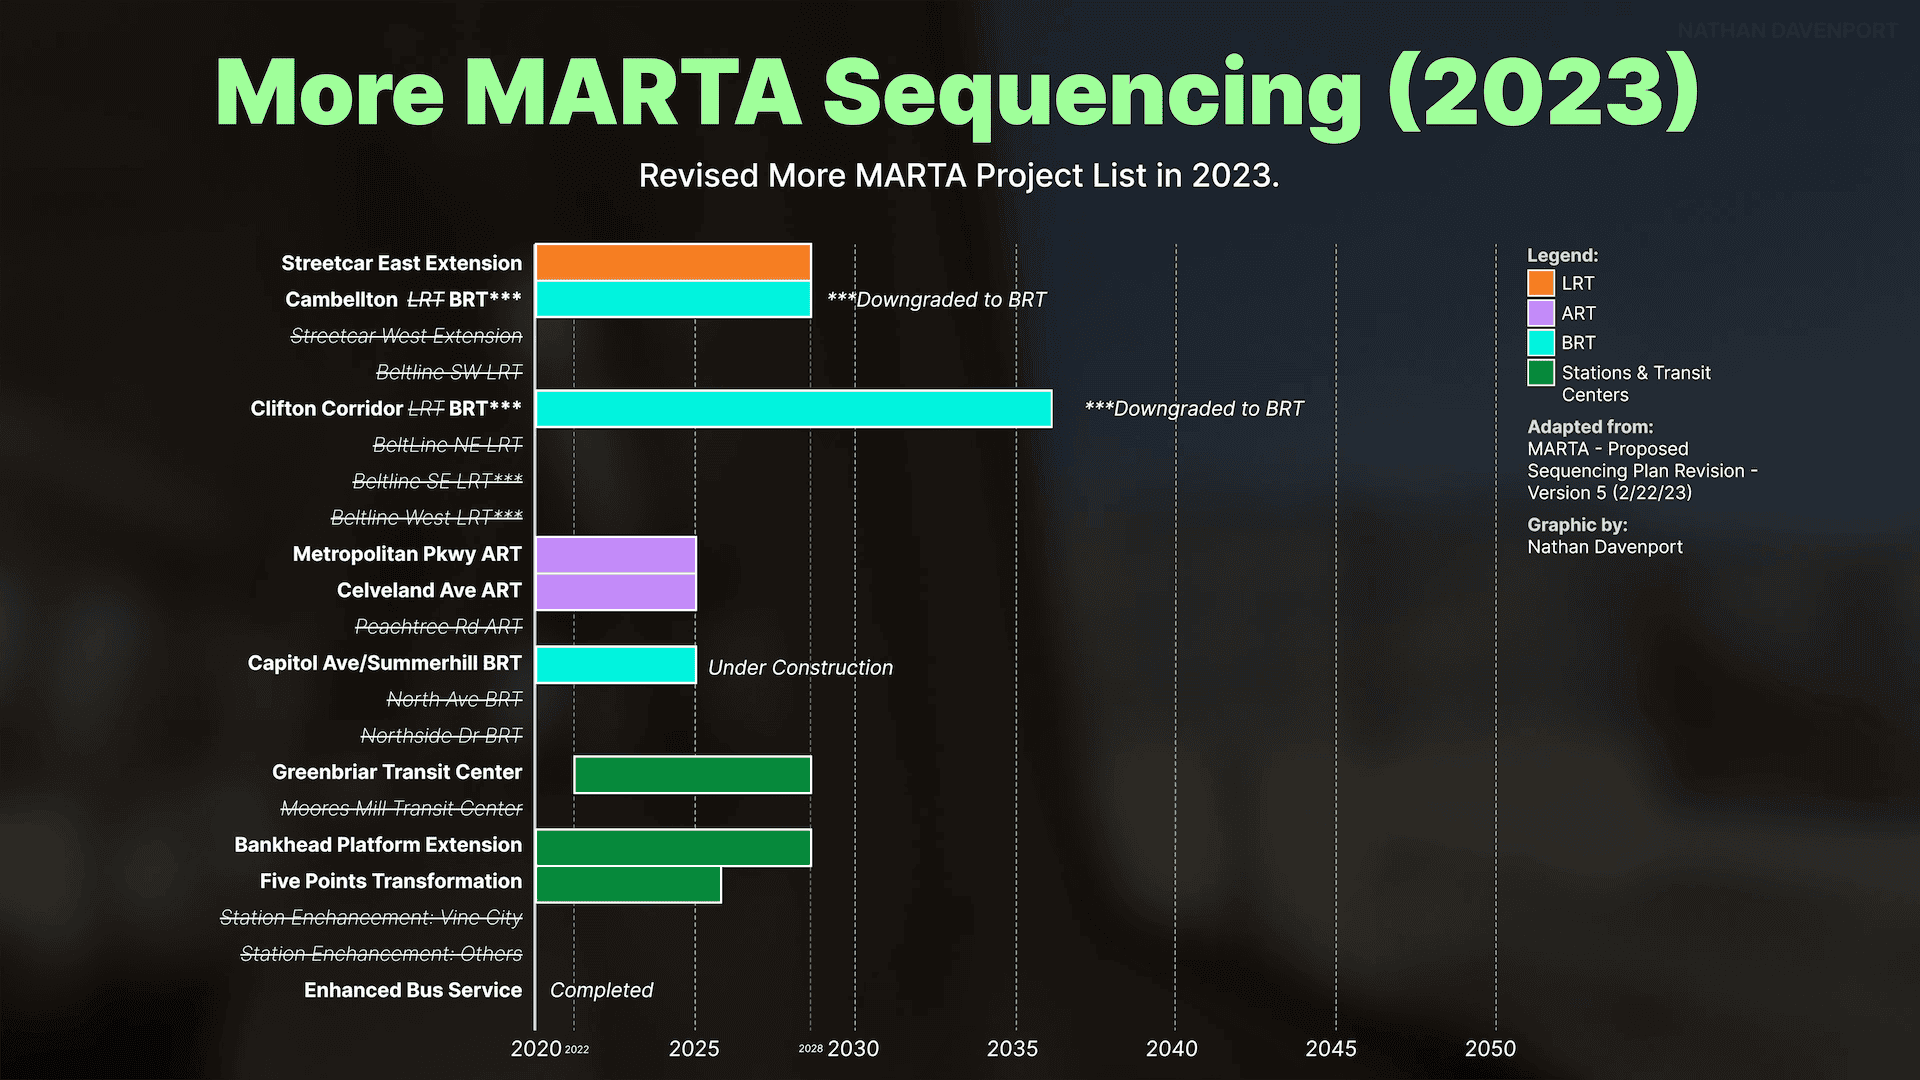 NATHAN DAVENPORT
More MARTA Sequencing (2023)
Revised More MARTA Project List in 2023.
Streetcar East Extension
Cambellton LRT BRT***
***Downgraded to BRT
Streetcar West Extension
Beltline SW LRT
Clifton Corridor LRT BRT***
***Downgraded to BRT
BeltLine NE LRT
Beltline SE LRT***
Beltline West LRT***
Metropolitan Pkwy ART
Celveland Ave ART
Peachtree Rd ART
Capitol Ave/Summerhill BRT
Under Construction
North Ave BRT
Northside Dr BRT
Greenbriar Transit Center
Moores Mill Transit Center
Bankhead Platform Extension
Five Points Transformation
Station Enchancement: Vine City
Station Enchancement: Others
Enhanced Bus Service
Completed
2020 2022 2025 2028 2030 2035 2040 2045 2050
Legend:
LRT
ART
BRT
Stations & Transit
Centers
Adapted from:
MARTA - Proposed
Sequencing Plan Revision -
Version 5 (2/22/23)
Graphic by:
Nathan Davenport